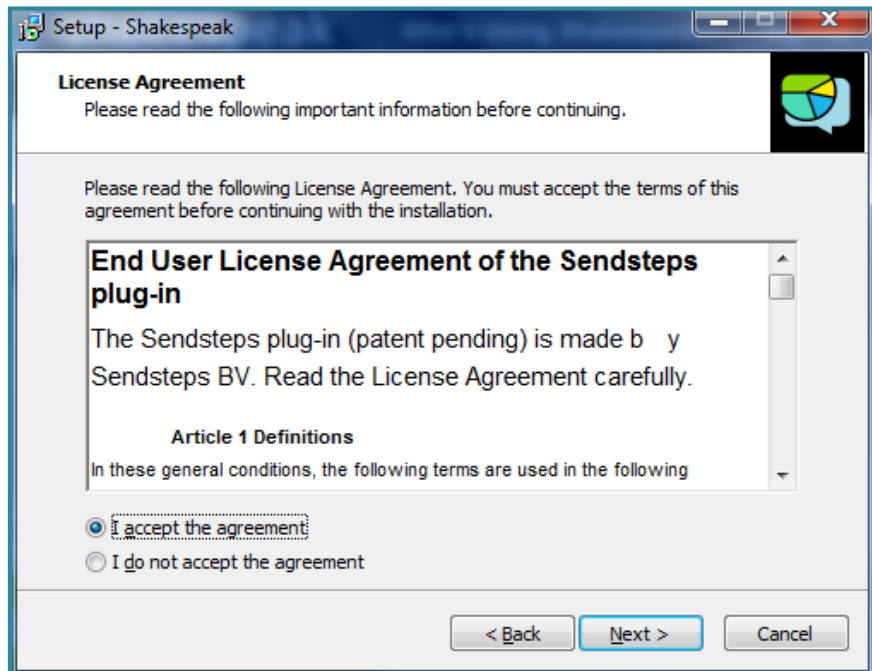 Setup - Shakespeak
License Agreement
Please read the following important information before continuing.
Please read the following License Agreement. You must accept the terms of this
agreement before continuing with the installation.
End User License Agreement of the Sendsteps
plug-in
The Sendsteps plug-in (patent pending) is made b y
Sendsteps BV. Read the License Agreement carefully.
Article 1 Definitions
In these general conditions, the following terms are used in the following
I accept the agreement
I do not accept the agreement
< Back Next > Cancel